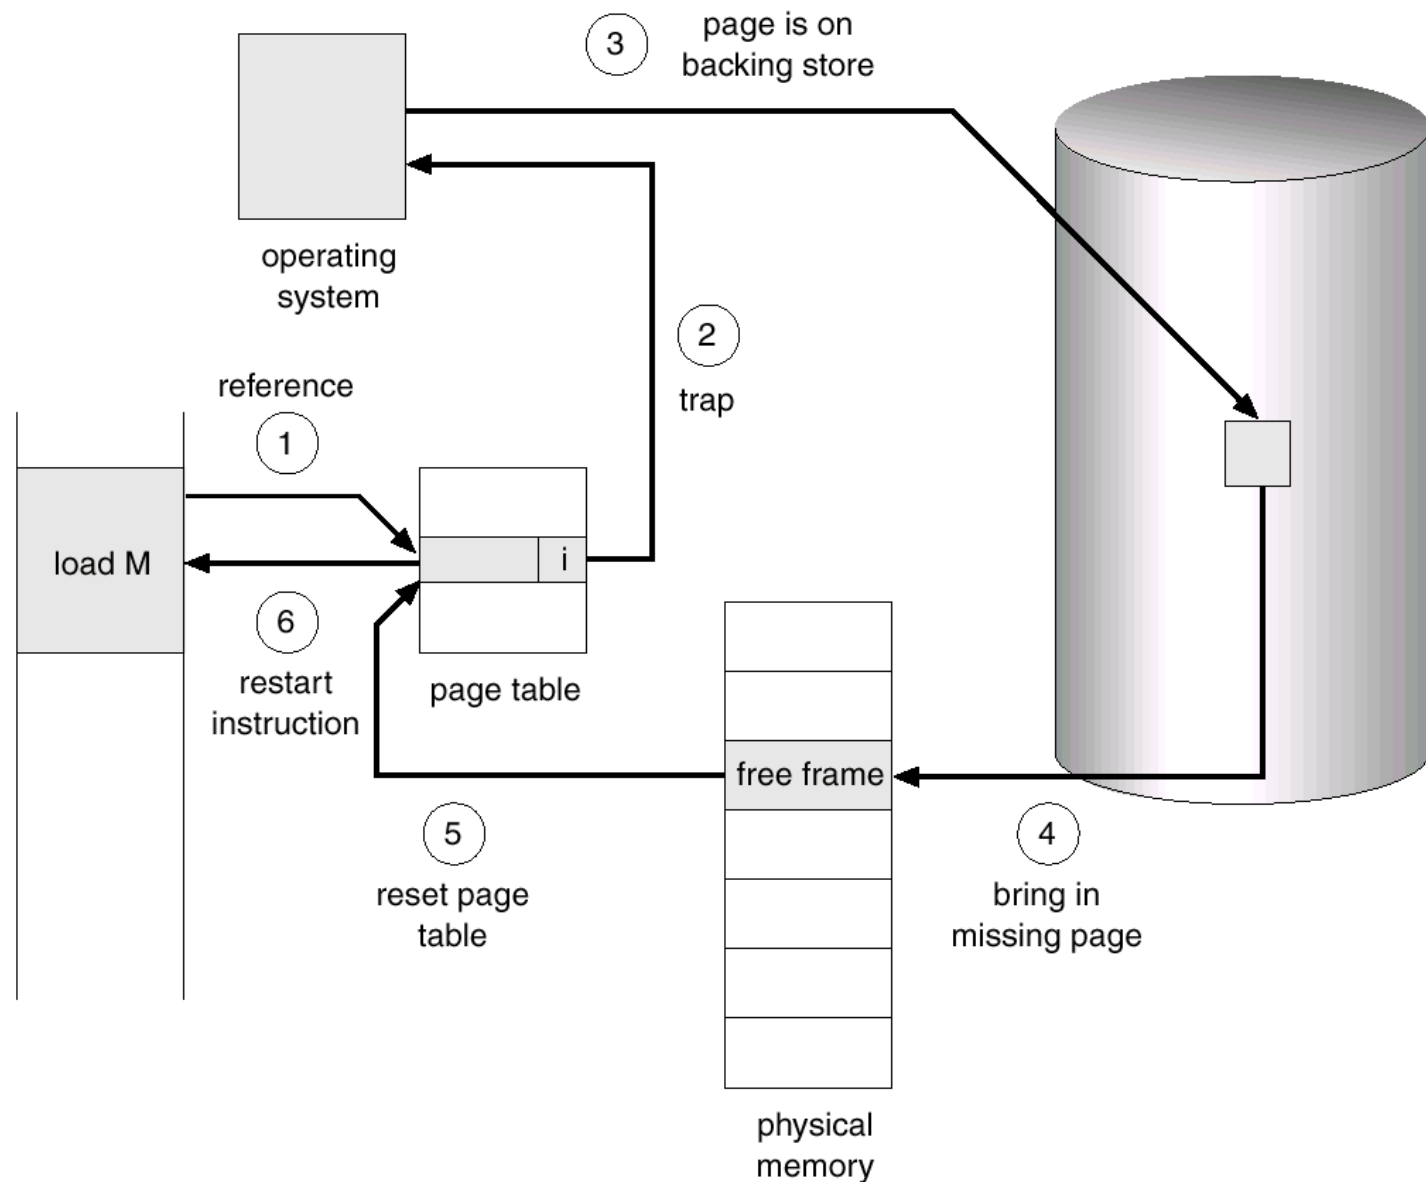 3
page is on
backing store
operating
system
2
trap
reference
1
load M
i
6
restart
instruction
page table
free frame
5
reset page
table
4
bring in
missing page
physical
memory